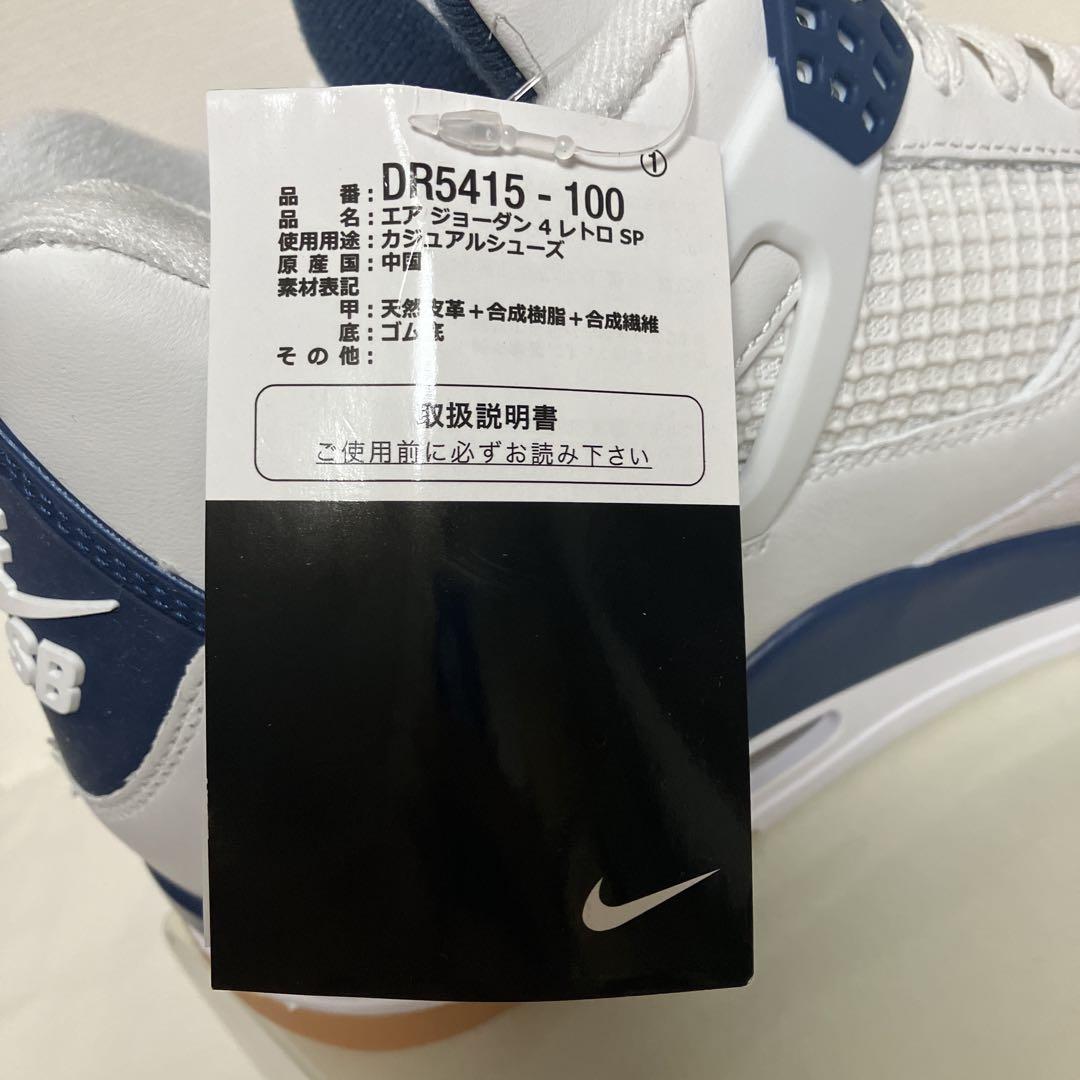 ①
品 番：DR5415 - 100
品 名：エア ジョーダン 4 レトロ SP
使用用途：カジュアルシューズ
原産国：中国
素材表記
甲：天然皮革＋合成樹脂＋合成繊維
底：ゴム底
その他：
取扱説明書
ご使用前に必ずお読み下さい
SB